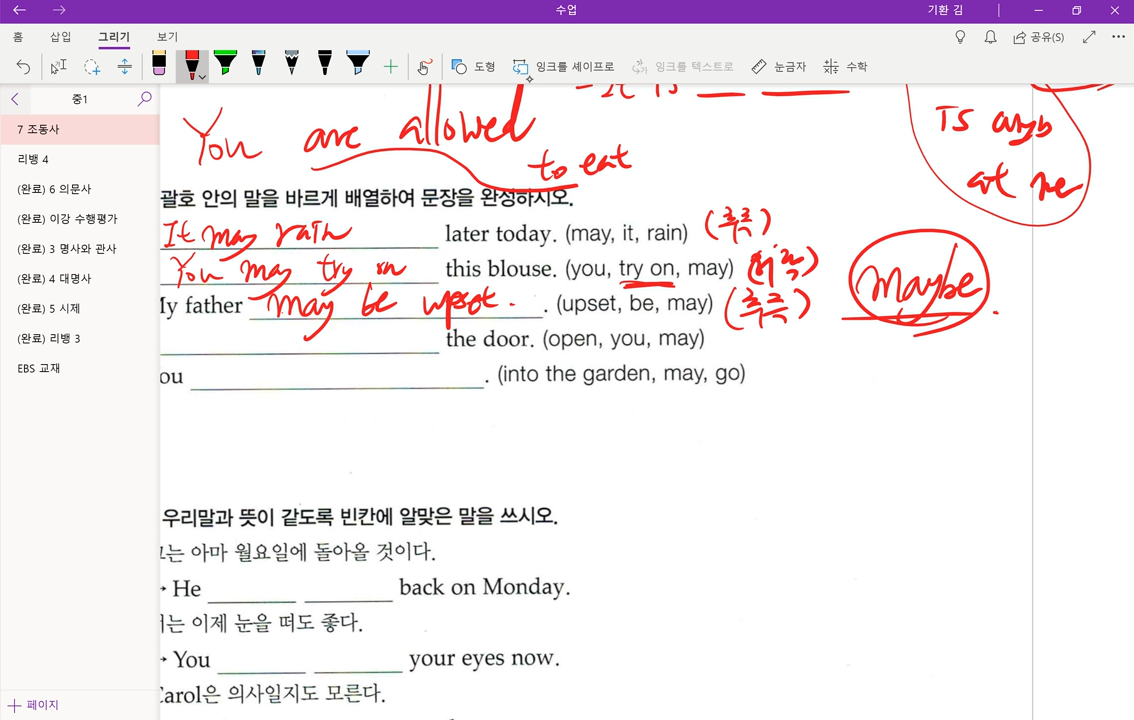 수업
기환 김
홈 삽입 그리기 보기
공유(S)
도형 잉크를 셰이프로 잉크를 텍스트로 눈금자 수학
중1
7 조동사
리뱅 4
(완료) 6 의문사
(완료) 이강 수행평가
(완료) 3 명사와 관사
(완료) 4 대명사
(완료) 5 시제
(완료) 리뱅 3
EBS 교재
페이지
You are allowed
to eat
괄호 안의 말을 바르게 배열하여 문장을 완성하시오.
It may rain later today. (may, it, rain) (추측)
You may try on this blouse. (you, try on, may) (허락)
My father may be upset. . (upset, be, may) (추측)
Maybe
the door. (open, you, may)
ou . (into the garden, may, go)
우리말과 뜻이 같도록 빈칸에 알맞은 말을 쓰시오.
그는 아마 월요일에 돌아올 것이다.
He back on Monday.
너는 이제 눈을 떠도 좋다.
You your eyes now.
Carol은 의사일지도 모른다.